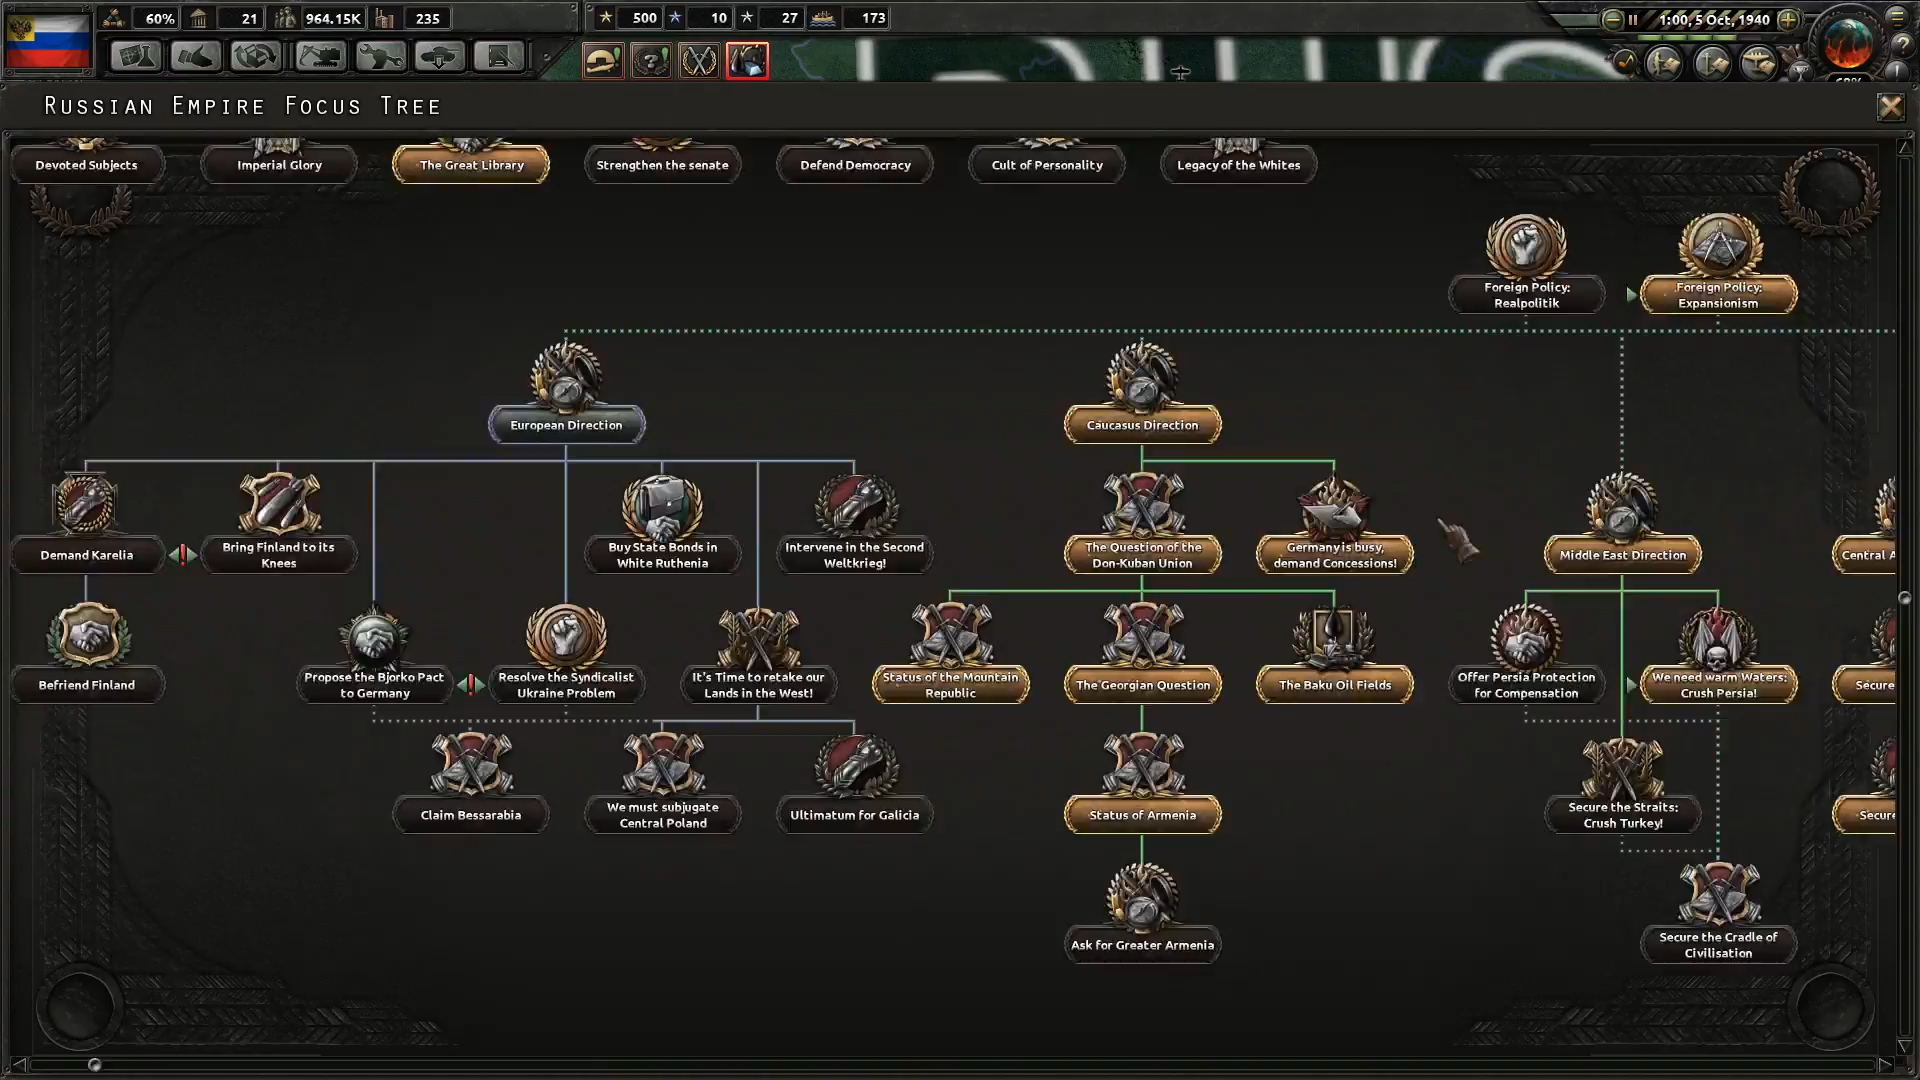 60%
21
964.15K
235
500
10
27
173
1:00, 5 Oct, 1940
Russian Empire Focus Tree
Devoted Subjects
Imperial Glory
The Great Library
Strengthen the senate
Defend Democracy
Cult of Personality
Legacy of the Whites
Foreign Policy:
Realpolitik
Foreign Policy:
Expansionism
European Direction
Caucasus Direction
Demand Karelia
Bring Finland to its
Knees
Buy State Bonds in
White Ruthenia
Intervene in the Second
Weltkrieg!
The Question of the
Don-Kuban Union
Germany is busy,
demand Concessions!
Middle East Direction
Central A
Befriend Finland
Propose the Bjorko Pact
to Germany
Resolve the Syndicalist
Ukraine Problem
It's Time to retake our
Lands in the West!
Status of the Mountain
Republic
The Georgian Question
The Baku Oil Fields
Offer Persia Protection
for Compensation
We need warm Waters:
Crush Persia!
Secure
Claim Bessarabia
We must subjugate
Central Poland
Ultimatum for Galicia
Status of Armenia
Secure the Straits:
Crush Turkey!
Secure
Ask for Greater Armenia
Secure the Cradle of
Civilisation